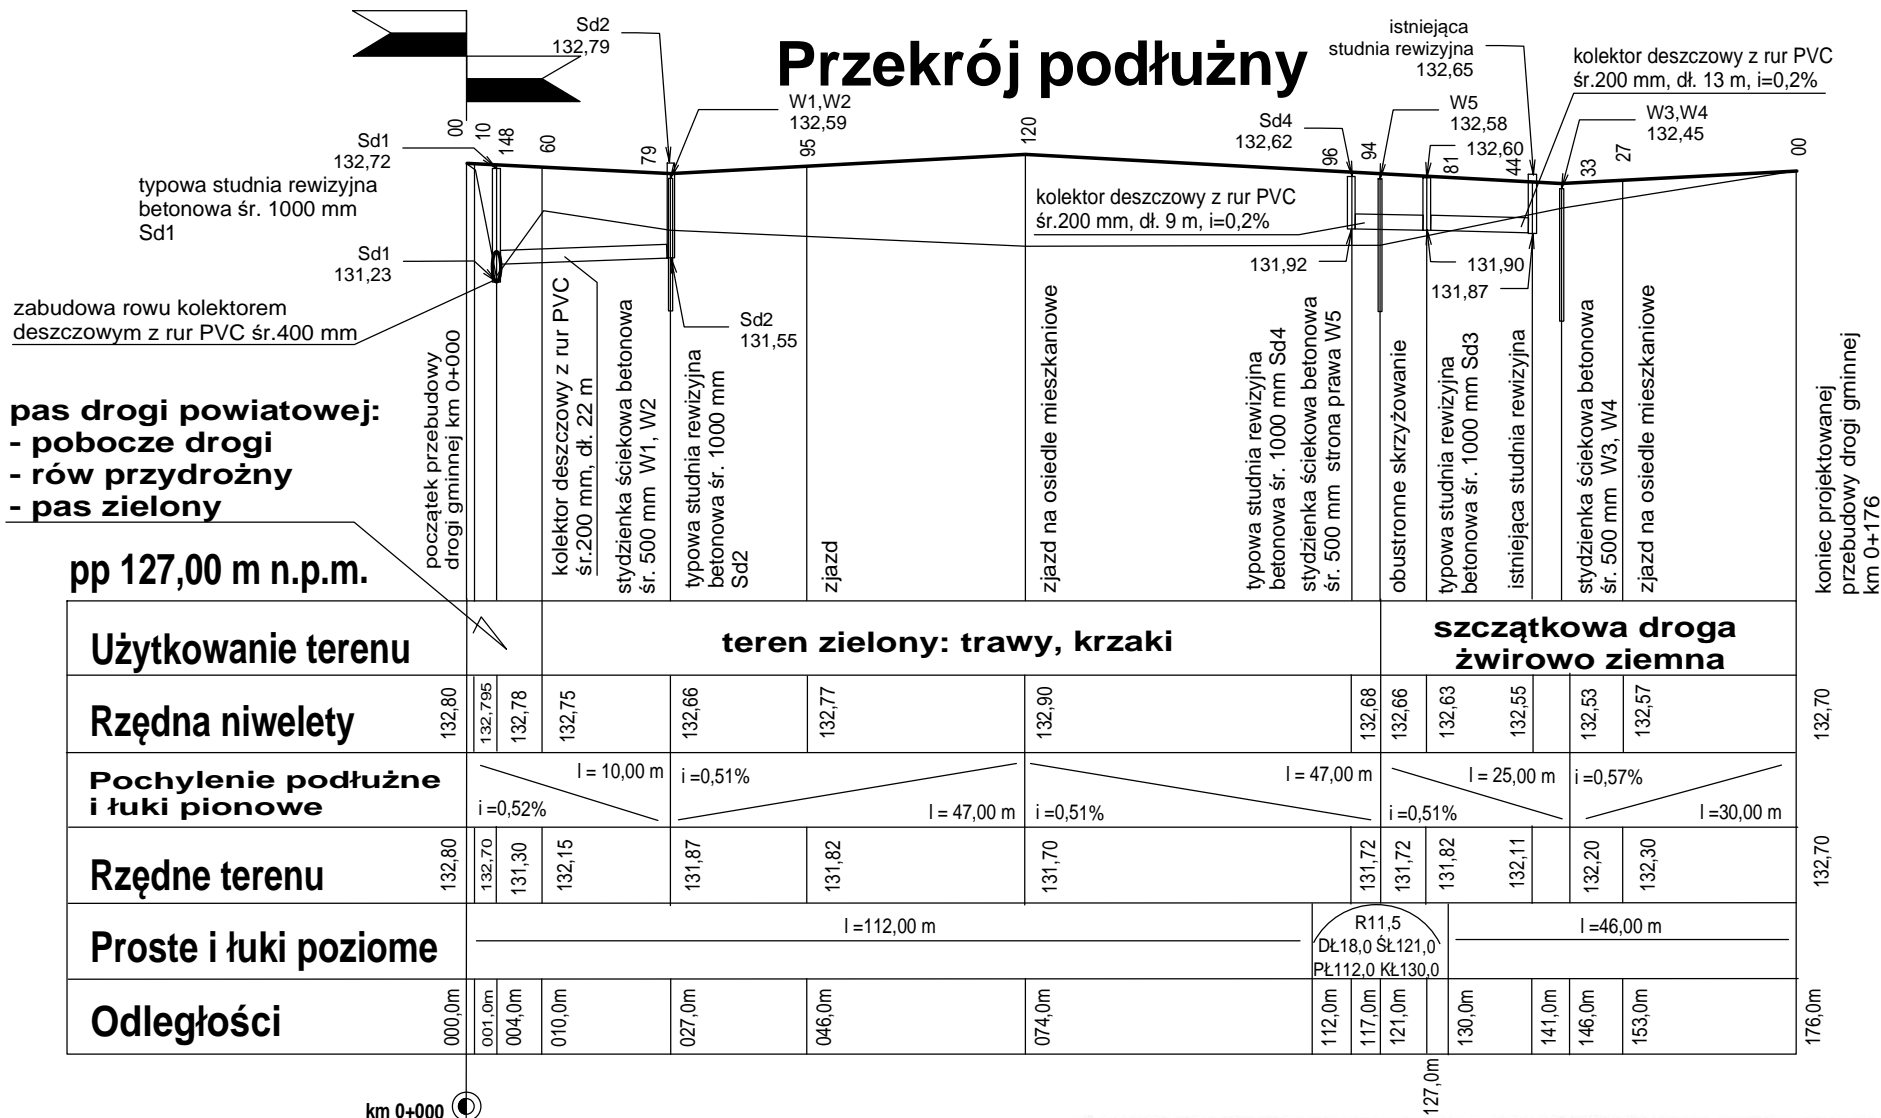 Przekrój podłużny
Sd2
132,79
istniejąca
studnia rewizyjna
132,65
kolektor deszczowy z rur PVC
śr.200 mm, dł. 13 m, i=0,2%
W1,W2
132,59
Sd4
132,62
W5
132,58
132,60
W3,W4
132,45
Sd1
132,72
00
10
148
60
79
95
120
96
94
81
44
33
27
00
typowa studnia rewizyjna
betonowa śr. 1000 mm
Sd1
Sd1
131,23
kolektor deszczowy z rur PVC
śr.200 mm, dł. 9 m, i=0,2%
131,92
131,90
131,87
zabudowa rowu kolektorem
deszczowym z rur PVC śr.400 mm
Sd2
131,55
pas drogi powiatowej:
- pobocze drogi
- rów przydrożny
- pas zielony
pp 127,00 m n.p.m.
początek przebudowy
drogi gminnej km 0+000
kolektor deszczowy z rur PVC
śr.200 mm, dł. 22 m
stydzienka ściekowa betonowa
śr. 500 mm W1, W2
typowa studnia rewizyjna
betonowa śr. 1000 mm
Sd2
zjazd
zjazd na osiedle mieszkaniowe
typowa studnia rewizyjna
betonowa śr. 1000 mm Sd4
stydzienka ściekowa betonowa
śr. 500 mm strona prawa W5
obustronne skrzyżowanie
typowa studnia rewizyjna
betonowa śr. 1000 mm Sd3
istniejąca studnia rewizyjna
stydzienka ściekowa betonowa
śr. 500 mm W3, W4
zjazd na osiedle mieszkaniowe
koniec projektowanej
przebudowy drogi gminnej
km 0+176
Użytkowanie terenu
teren zielony: trawy, krzaki
szczątkowa droga
żwirowo ziemna
Rzędna niwelety
132,80
132,795
132,78
132,75
132,66
132,77
132,90
132,68
132,66
132,63
132,55
132,53
132,57
132,70
Pochylenie podłużne
i łuki pionowe
i =0,52%
l = 10,00 m
i =0,51%
l = 47,00 m
i =0,51%
l = 47,00 m
i =0,51%
l = 25,00 m
i =0,57%
l =30,00 m
Rzędne terenu
132,80
132,70
131,30
132,15
131,87
131,82
131,70
131,72
131,72
131,82
132,11
132,20
132,30
132,70
Proste i łuki poziome
l =112,00 m
R11,5
DŁ18,0 ŚŁ121,0
PŁ112,0 KŁ130,0
l =46,00 m
Odległości
000,0m
001,0m
004,0m
010,0m
027,0m
046,0m
074,0m
112,0m
117,0m
121,0m
127,0m
130,0m
141,0m
146,0m
153,0m
176,0m
km 0+000